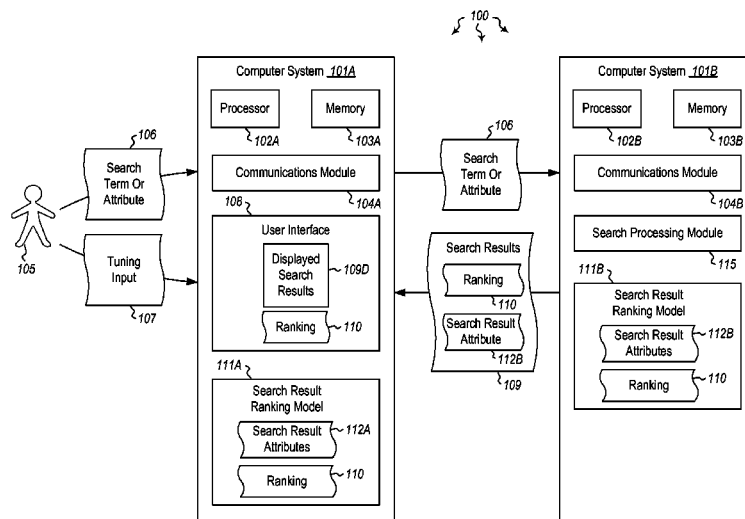 100
Computer System 101A
Processor
102A
Memory
103A
Communications Module
104A
106
Search
Term Or
Attribute
105
Tuning
Input
107
108
User Interface
Displayed
Search
Results
109D
Ranking
110
111A
Search Result
Ranking Model
Search Result
Attributes
112A
Ranking
110
106
Search
Term Or
Attribute
Search Results
Ranking
110
Search Result
Attribute
112B
109
Computer System 101B
Processor
102B
Memory
103B
Communications Module
104B
Search Processing Module
115
111B
Search Result
Ranking Model
Search Result
Attributes
112B
Ranking
110